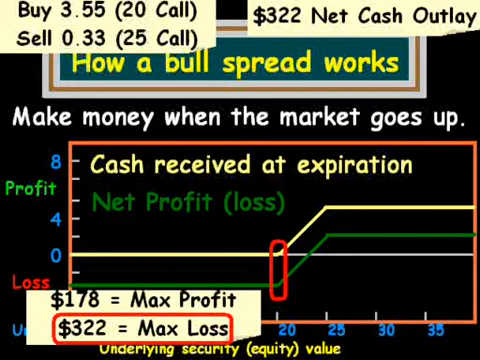 Buy 3.55 (20 Call)
Sell 0.33 (25 Call)
$322 Net Cash Outlay
How a bull spread works
Make money when the market goes up.
8
Cash received at expiration
Profit
Net Profit (loss)
4
0
Loss
$178 = Max Profit
$322 = Max Loss
20 25 30 35
Underlying security (equity) value